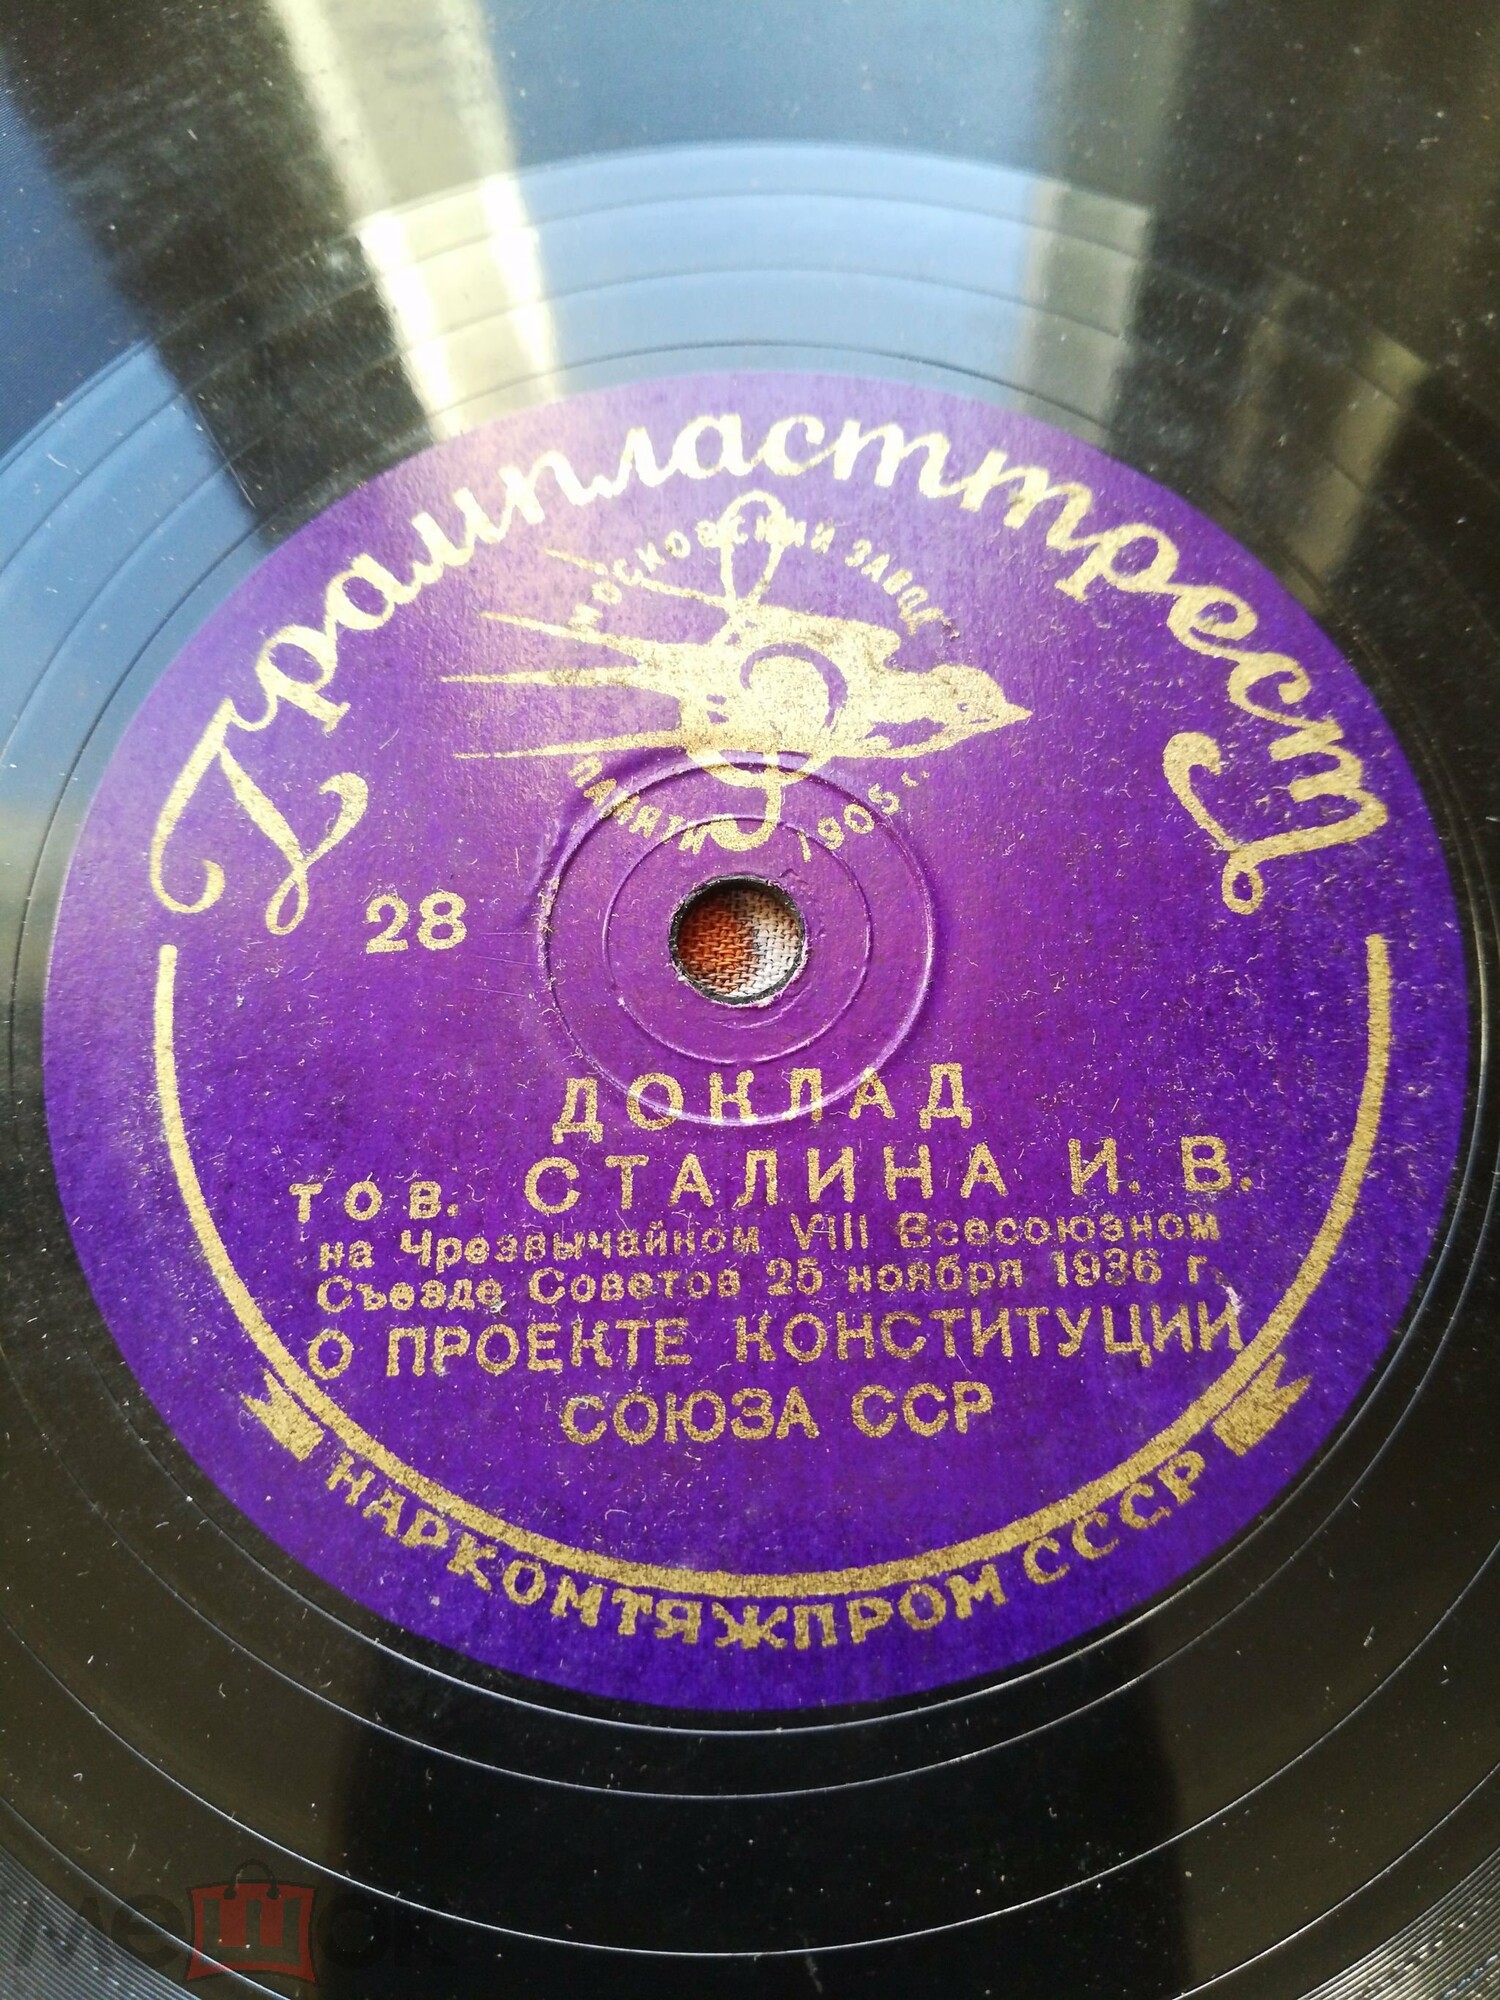 Грампласттрест
МОСКОВСКИЙ ЗАВОД
ПАМЯТИ 1905 г.
28
ДОКЛАД
тов. СТАЛИНА И. В.
на Чрезвычайном VIII Всесоюзном
Съезде Советов 25 ноября 1936 г.
О ПРОЕКТЕ КОНСТИТУЦИИ
СОЮЗА ССР
НАРКОМТЯЖПРОМ СССР
мешок